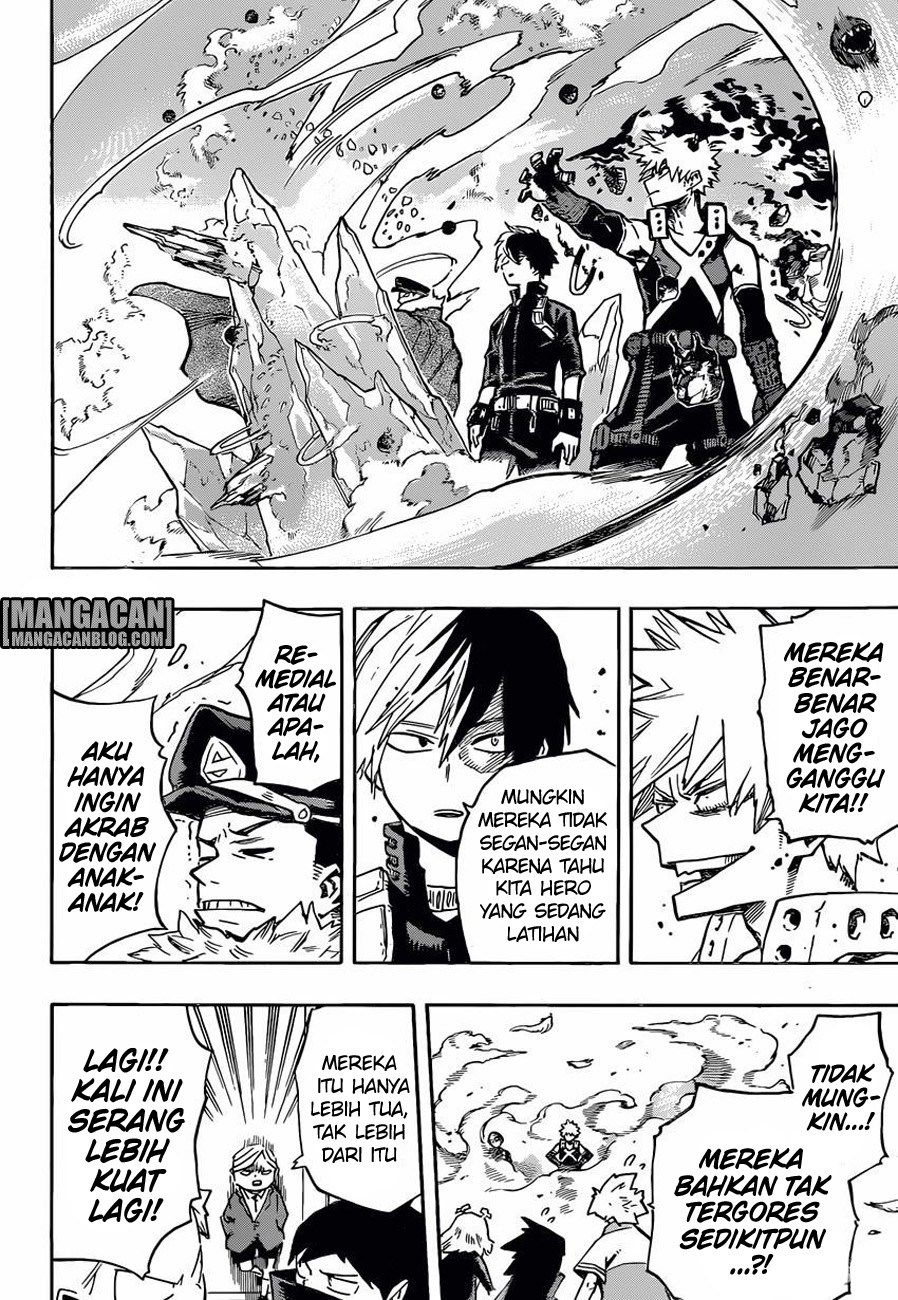 [MANGACAN]
MANGACANBLOG.COM
MEREKA
BENAR-
BENAR
JAGO
MENG-
GANGGU
KITA!!
MUNGKIN
MEREKA TIDAK
SEGAN-SEGAN
KARENA TAHU
KITA HERO
YANG SEDANG
LATIHAN
RE-
MEDIAL
ATAU
APA-
LAH,
AKU
HANYA
INGIN
AKRAB
DENGAN
ANAK-
ANAK!
TIDAK
MUNG-
KIN...!
MEREKA
BAHKAN TAK
TERGORES
SEDIKITPUN
...?!
MEREKA
ITU HANYA
LEBIH TUA,
TAK LEBIH
DARI ITU
LAGI!!
KALI INI
SERANG
LEBIH
KUAT
LAGI!